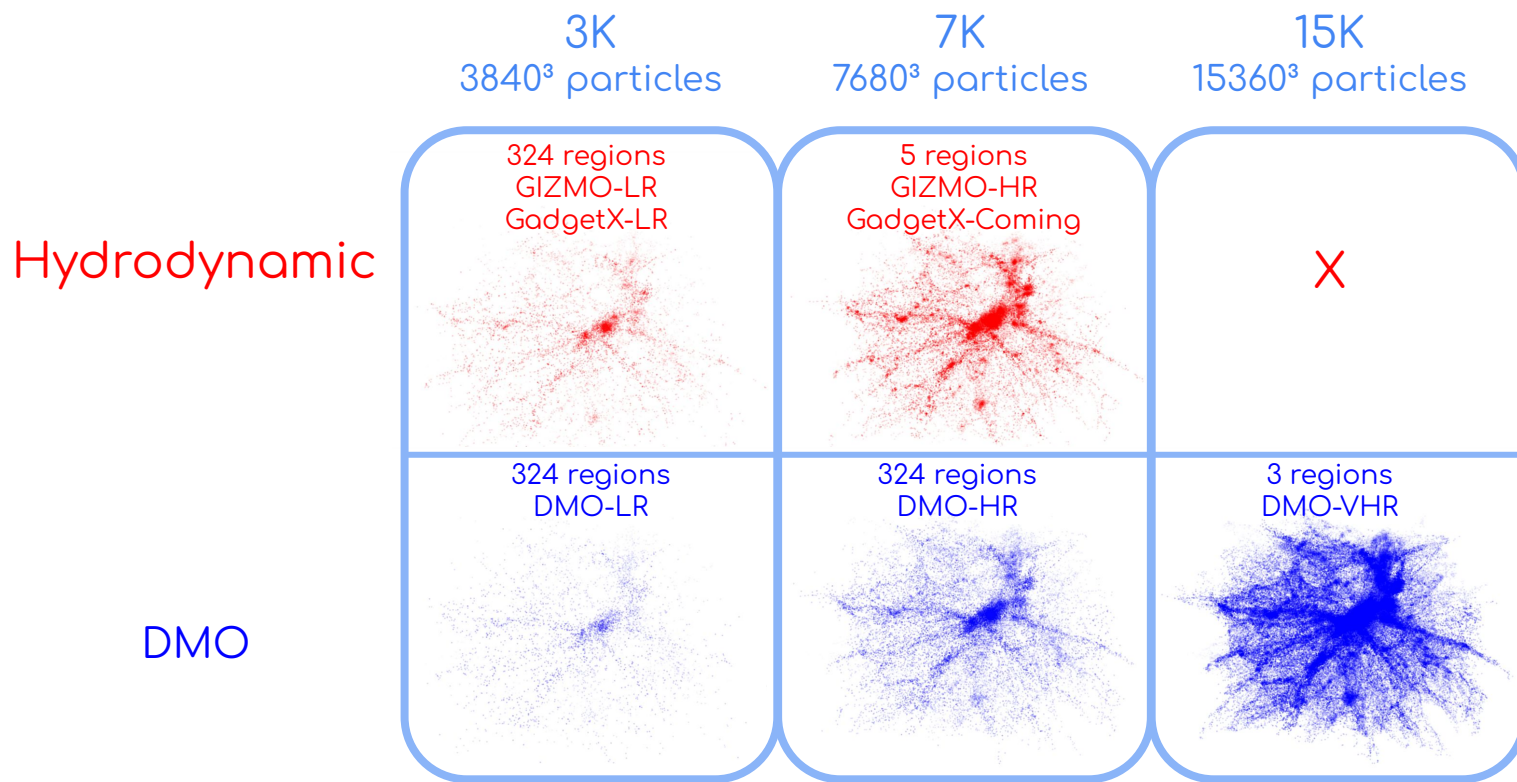 3K
3840³ particles
7K
7680³ particles
15K
15360³ particles
Hydrodynamic
324 regions
GIZMO-LR
GadgetX-LR
5 regions
GIZMO-HR
GadgetX-Coming
X
DMO
324 regions
DMO-LR
324 regions
DMO-HR
3 regions
DMO-VHR